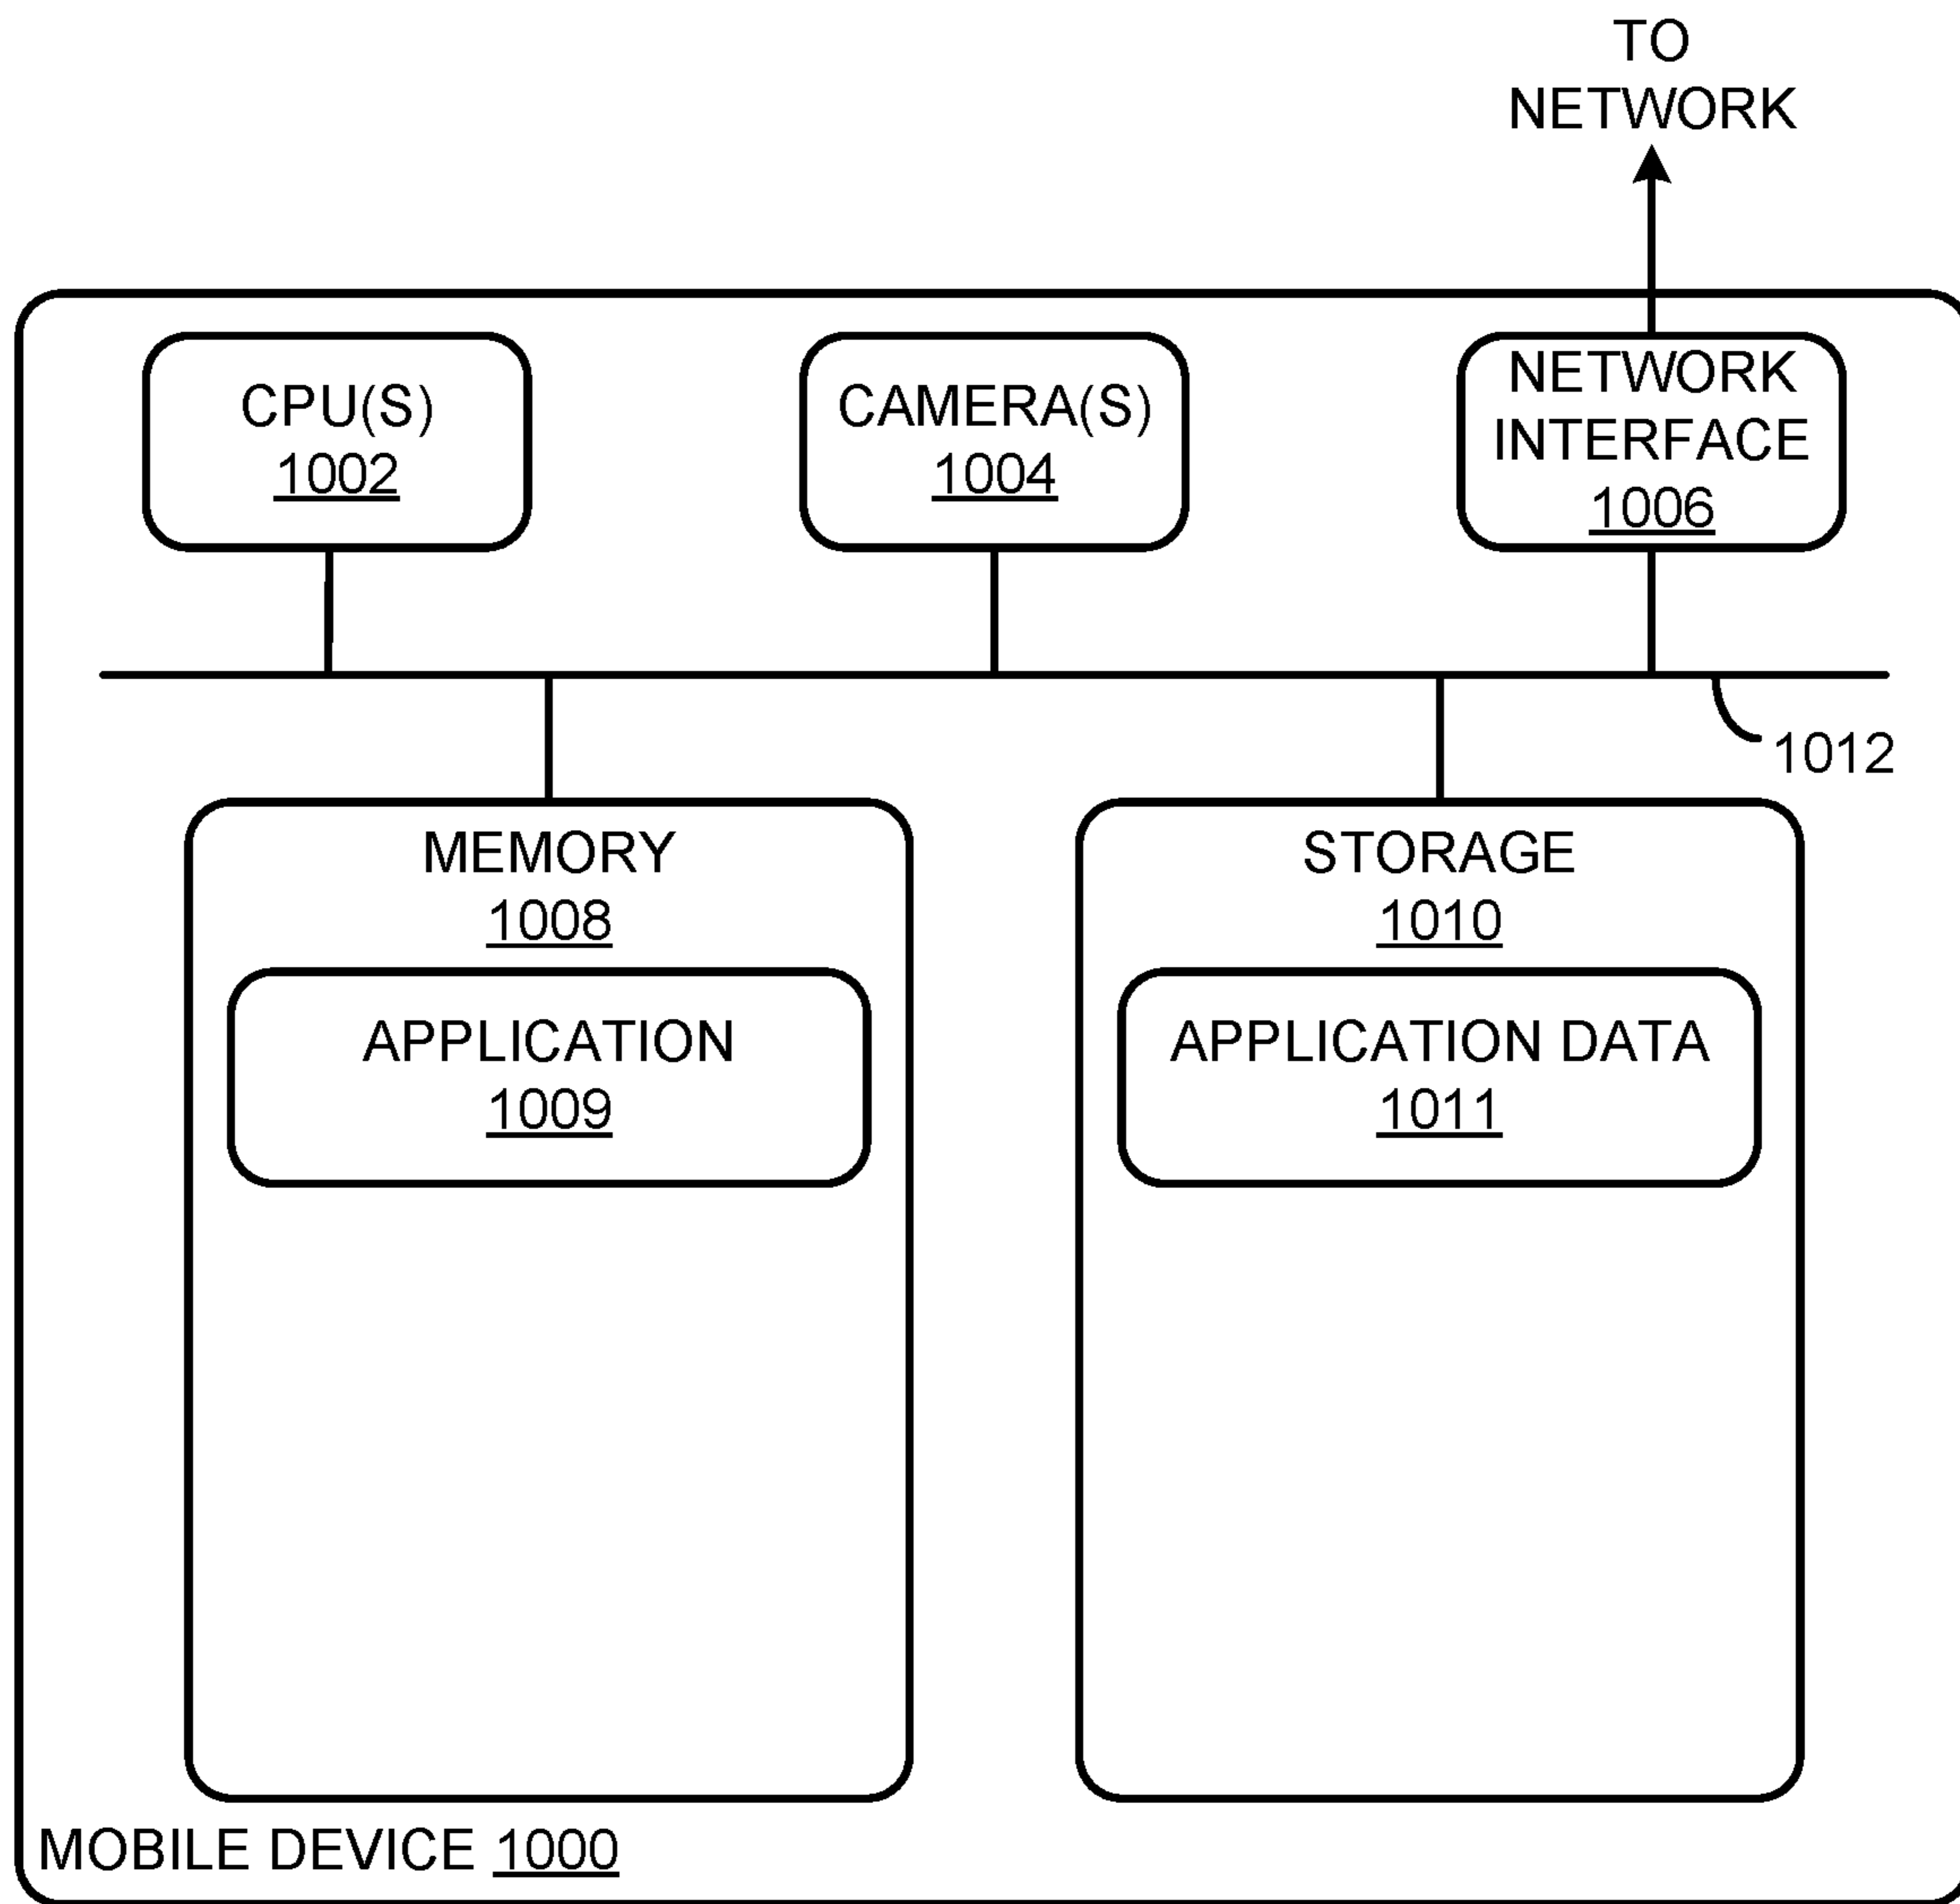 TO
NETWORK
CPU(S)
1002
CAMERA(S)
1004
NETWORK
INTERFACE
1006
1012
MEMORY
1008
APPLICATION
1009
STORAGE
1010
APPLICATION DATA
1011
MOBILE DEVICE 1000